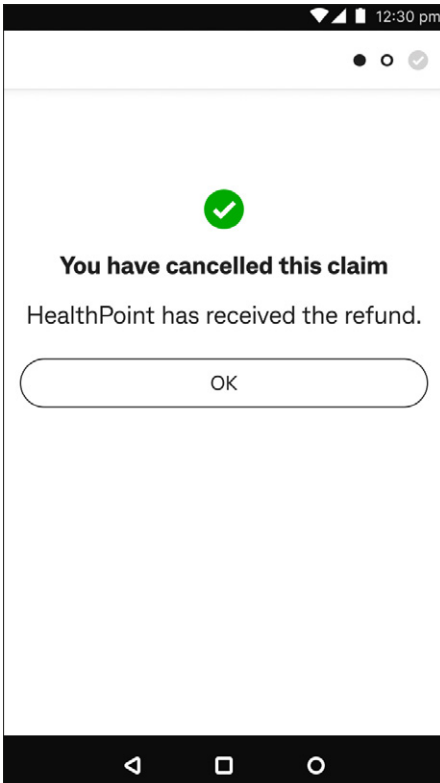 12:30 pm
You have cancelled this claim
HealthPoint has received the refund.
OK